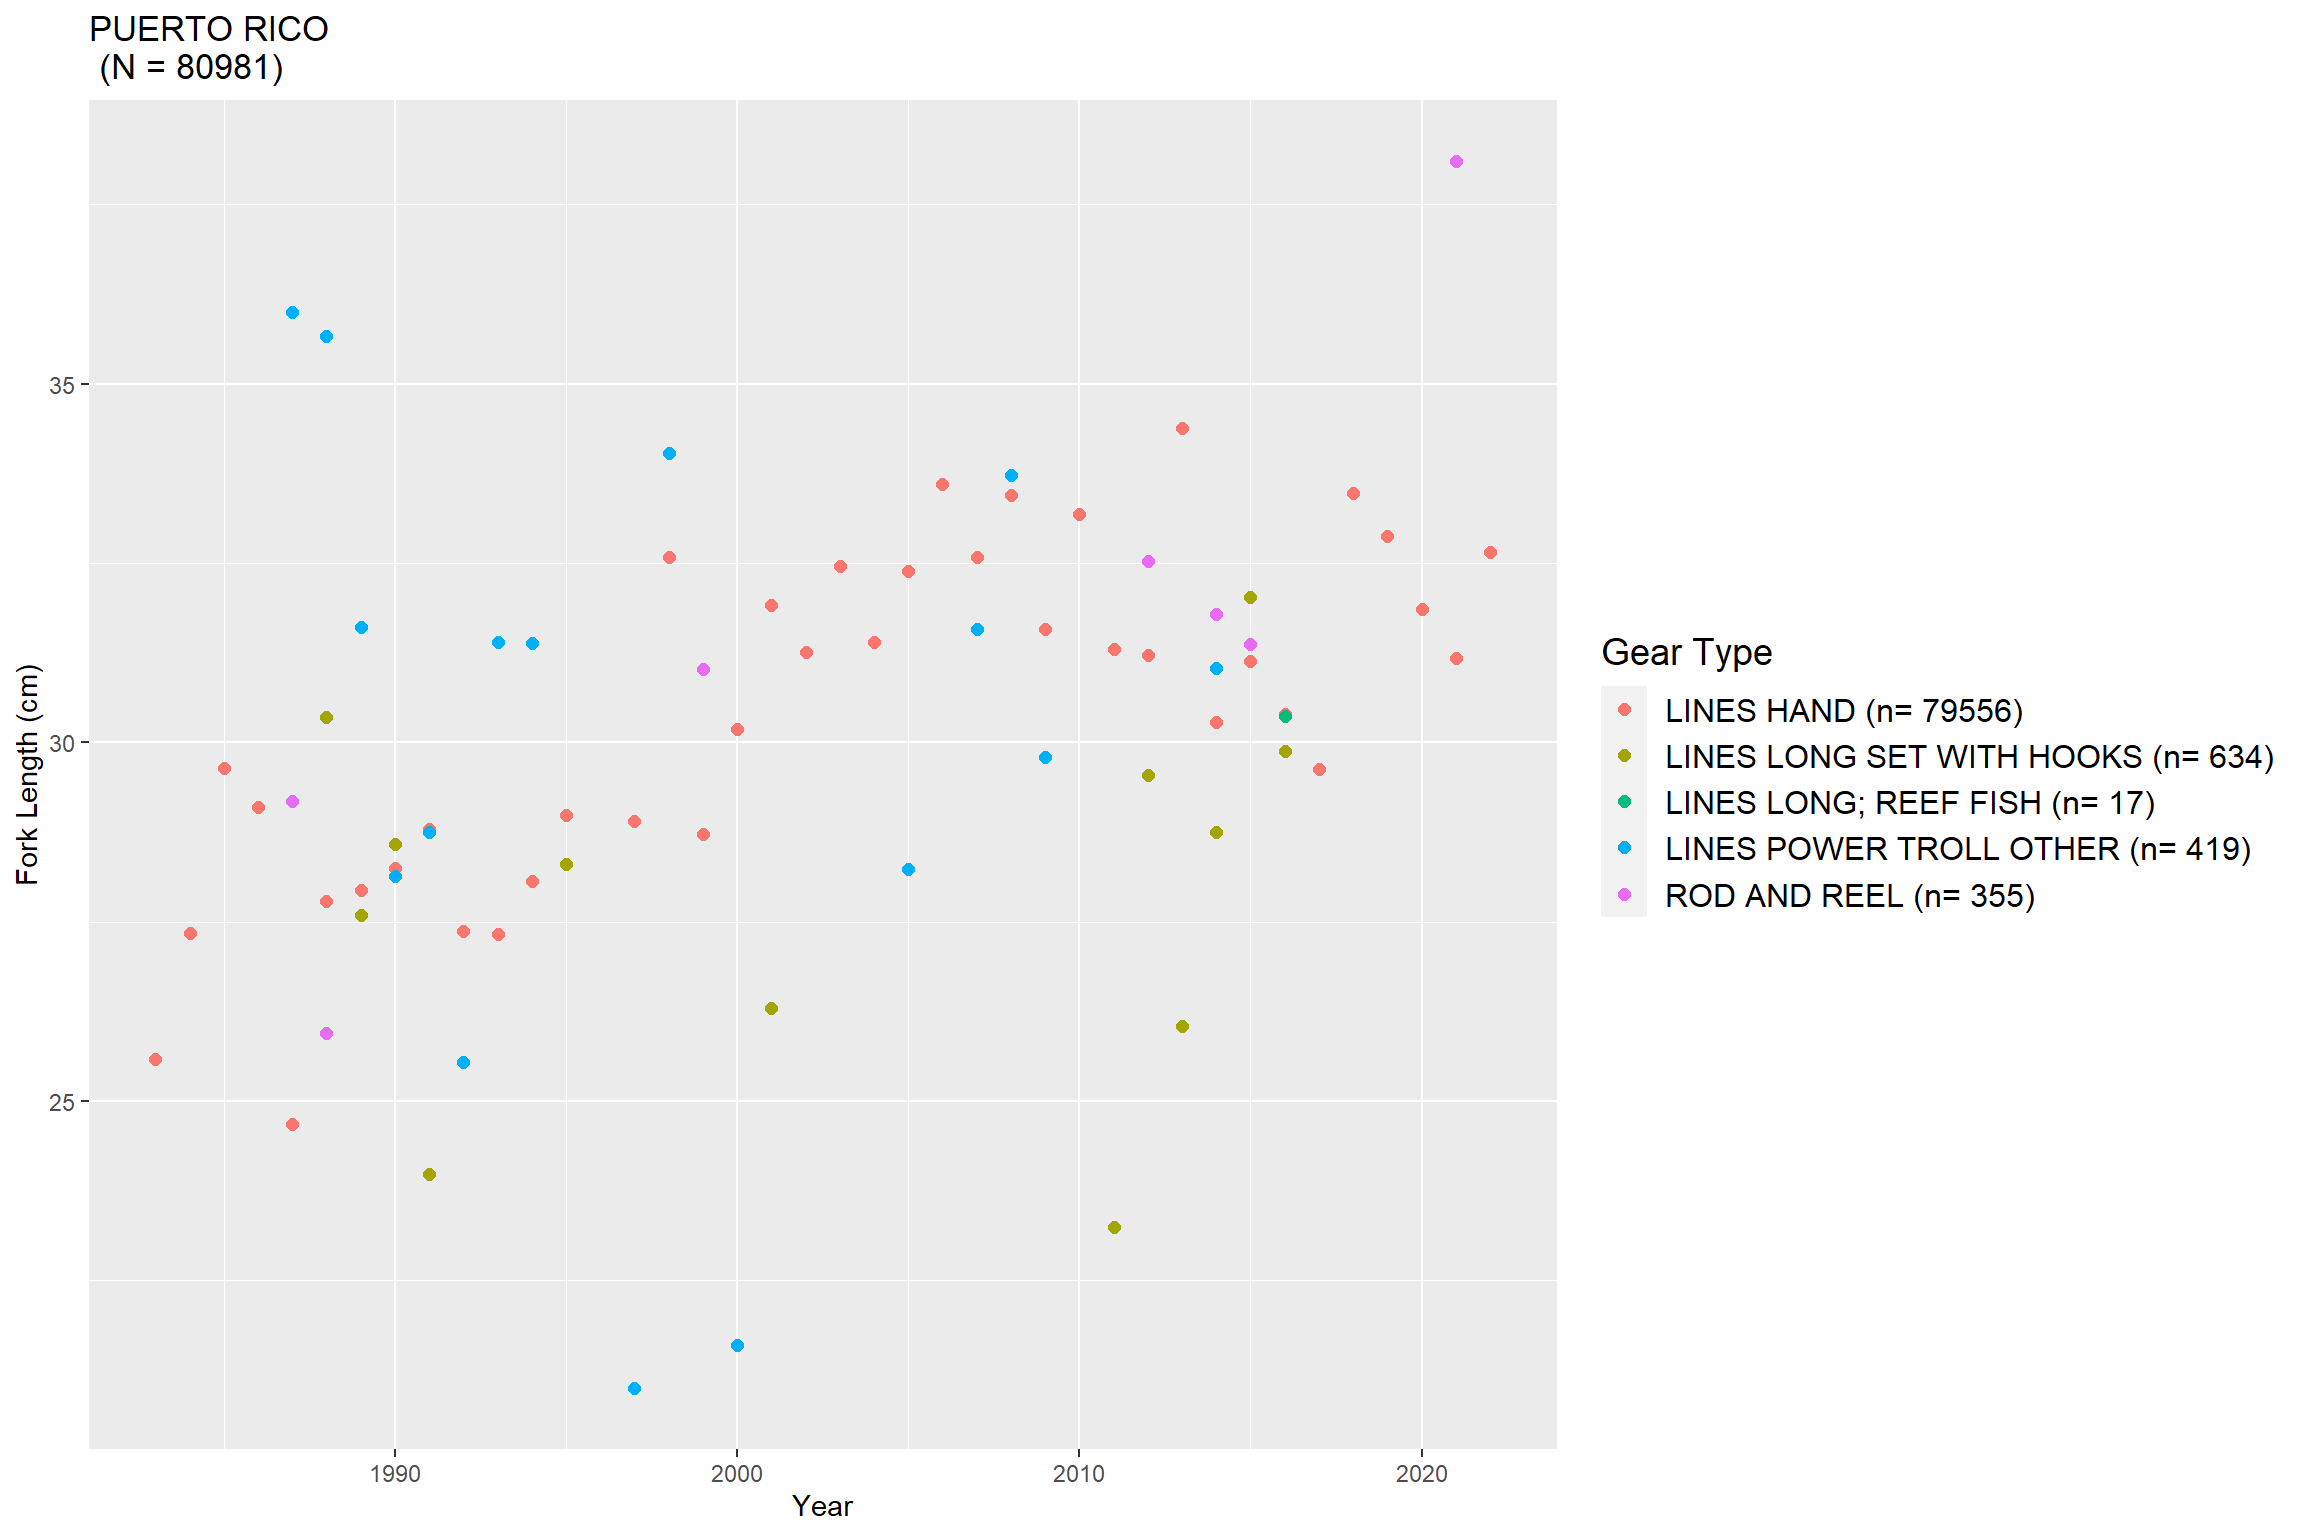 PUERTO RICO
(N = 80981)
35
30
25
Fork Length (cm)
1990
2000
2010
2020
Year
Gear Type
LINES HAND (n= 79556)
LINES LONG SET WITH HOOKS (n= 634)
LINES LONG; REEF FISH (n= 17)
LINES POWER TROLL OTHER (n= 419)
ROD AND REEL (n= 355)